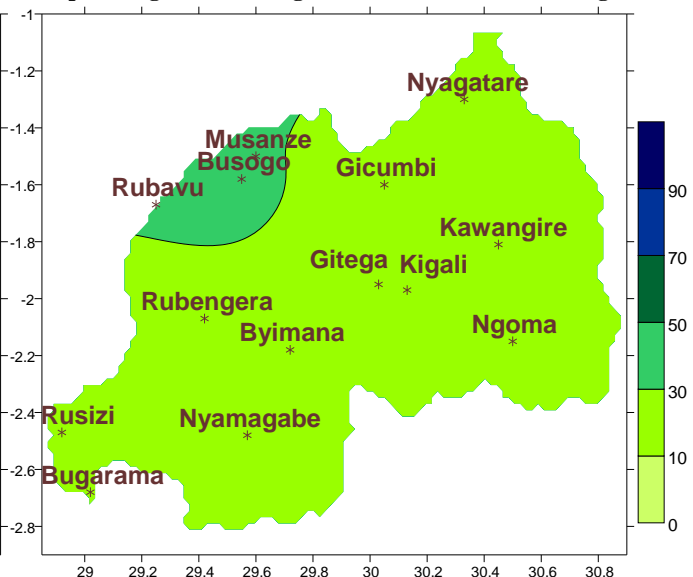 -1
-1.2
Nyagatare
-1.4
Musanze
Busogo
Gicumbi
90
-1.6
Rubavu
Kawangire
-1.8
70
Gitega Kigali
-2
Rubengera
Ngoma
50
Byimana
-2.2
30
-2.4
Rusizi
Nyamagabe
10
-2.6
Bugarama
0
-2.8
29 29.2 29.4 29.6 29.8 30 30.2 30.4 30.6 30.8